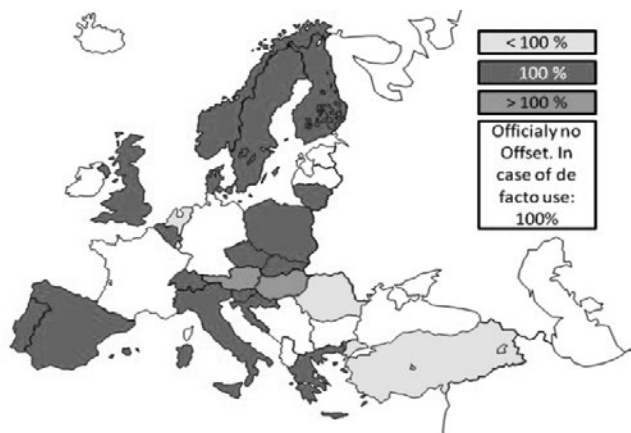 < 100 %
100 %
> 100 %
Officialy no
Offset. In
case of de
facto use:
100%